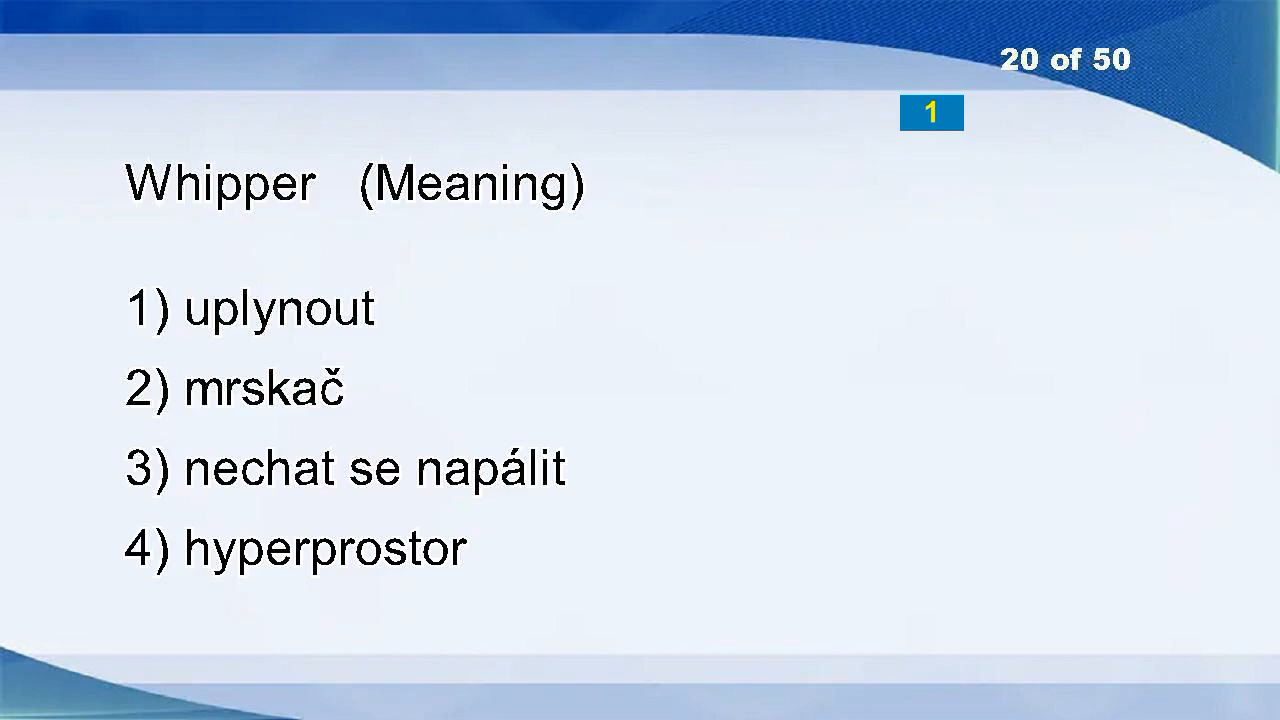 20 of 50
1
Whipper (Meaning)
1) uplynout
2) mrskač
3) nechat se napálit
4) hyperprostor